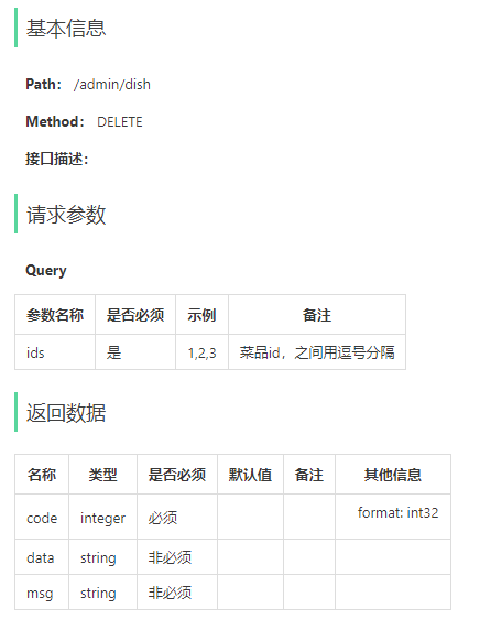 基本信息
Path： /admin/dish
Method： DELETE
接口描述：
请求参数
Query
参数名称 是否必须 示例 备注
ids 是 1,2,3 菜品id，之间用逗号分隔
返回数据
名称 类型 是否必须 默认值 备注 其他信息
code integer 必须 format: int32
data string 非必须
msg string 非必须